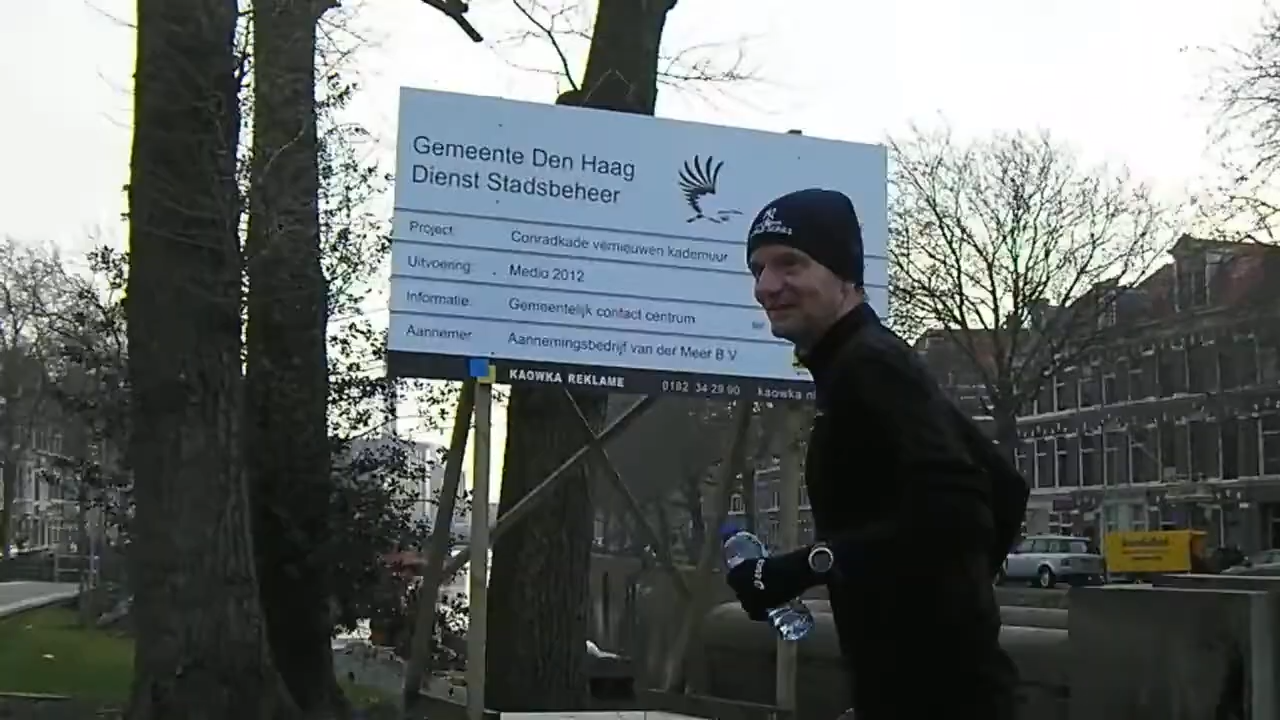 Gemeente Den Haag
Dienst Stadsbeheer
Project: Conradkade vernieuwen kademuur
Uitvoering: Medio 2012
Informatie: Gemeentelijk contact centrum
Aannemer: Aannemingsbedrijf van der Meer B V
KAOWKA REKLAME 0182 34 29 90 kaowka nl